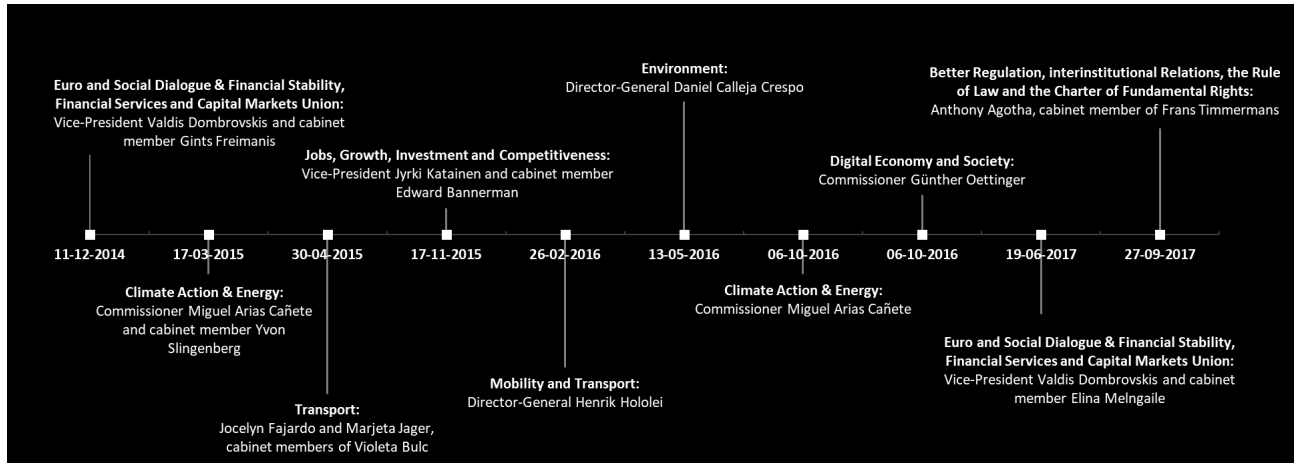 Euro and Social Dialogue & Financial Stability,
Financial Services and Capital Markets Union:
Vice-President Valdis Dombrovskis and cabinet
member Gints Freimanis
Jobs, Growth, Investment and Competitiveness:
Vice-President Jyrki Katainen and cabinet member
Edward Bannerman
Environment:
Director-General Daniel Calleja Crespo
Digital Economy and Society:
Commissioner Günther Oettinger
Better Regulation, interinstitutional Relations, the Rule
of Law and the Charter of Fundamental Rights:
Anthony Agotha, cabinet member of Frans Timmermans
11-12-2014
17-03-2015
30-04-2015
17-11-2015
26-02-2016
13-05-2016
06-10-2016
06-10-2016
19-06-2017
27-09-2017
Climate Action & Energy:
Commissioner Miguel Arias Cañete
and cabinet member Yvon
Slingenberg
Transport:
Jocelyn Fajardo and Marjeta Jager,
cabinet members of Violeta Bulc
Mobility and Transport:
Director-General Henrik Hololei
Climate Action & Energy:
Commissioner Miguel Arias Cañete
Euro and Social Dialogue & Financial Stability,
Financial Services and Capital Markets Union:
Vice-President Valdis Dombrovskis and cabinet
member Elina Melngaile